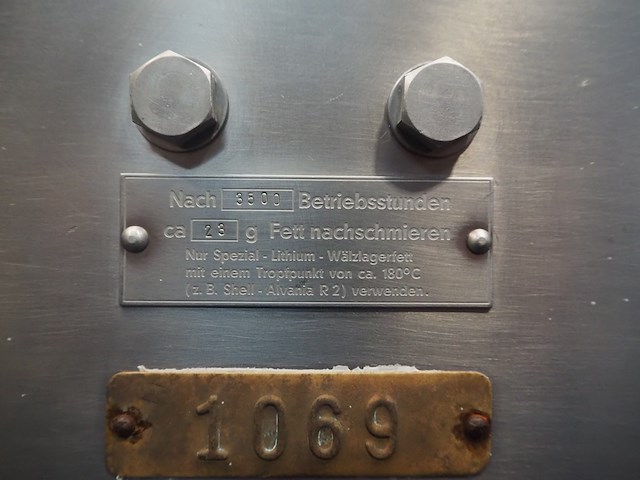 Nach 3500 Betriebsstunden
ca 23 g Fett nachschmieren
Nur Spezial - Lithium - Wälzlagerfett
mit einem Tropfpunkt von ca. 180°C
(z. B. Shell - Alvania R 2) verwenden.
1069